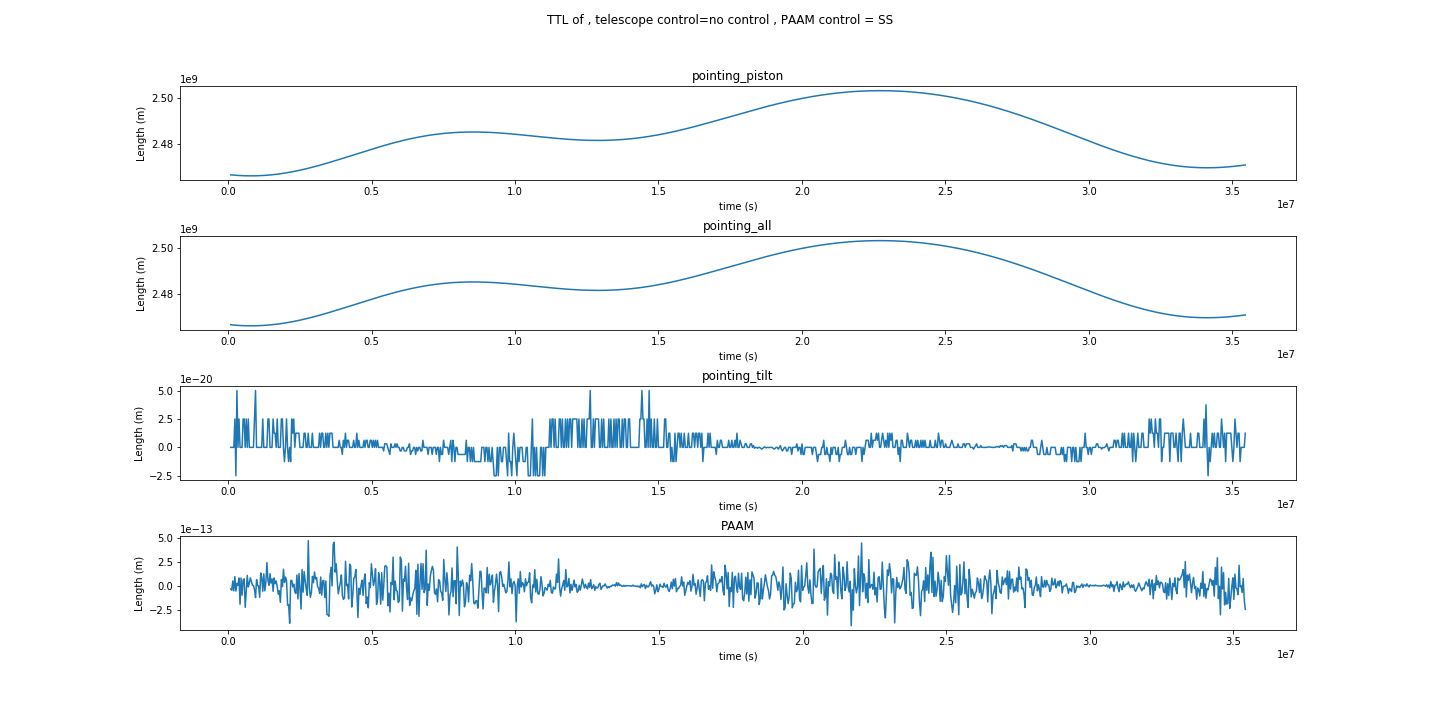 TTL of , telescope control=no control , PAAM control = SS
pointing_piston
1e9
Length (m)
2.50
2.48
0.0 0.5 1.0 1.5 2.0 2.5 3.0 3.5
time (s)
1e7
pointing_all
1e9
Length (m)
2.50
2.48
0.0 0.5 1.0 1.5 2.0 2.5 3.0 3.5
time (s)
1e7
pointing_tilt
1e−20
Length (m)
5.0
2.5
0.0
−2.5
0.0 0.5 1.0 1.5 2.0 2.5 3.0 3.5
time (s)
1e7
PAAM
1e−13
Length (m)
5.0
2.5
0.0
−2.5
0.0 0.5 1.0 1.5 2.0 2.5 3.0 3.5
time (s)
1e7